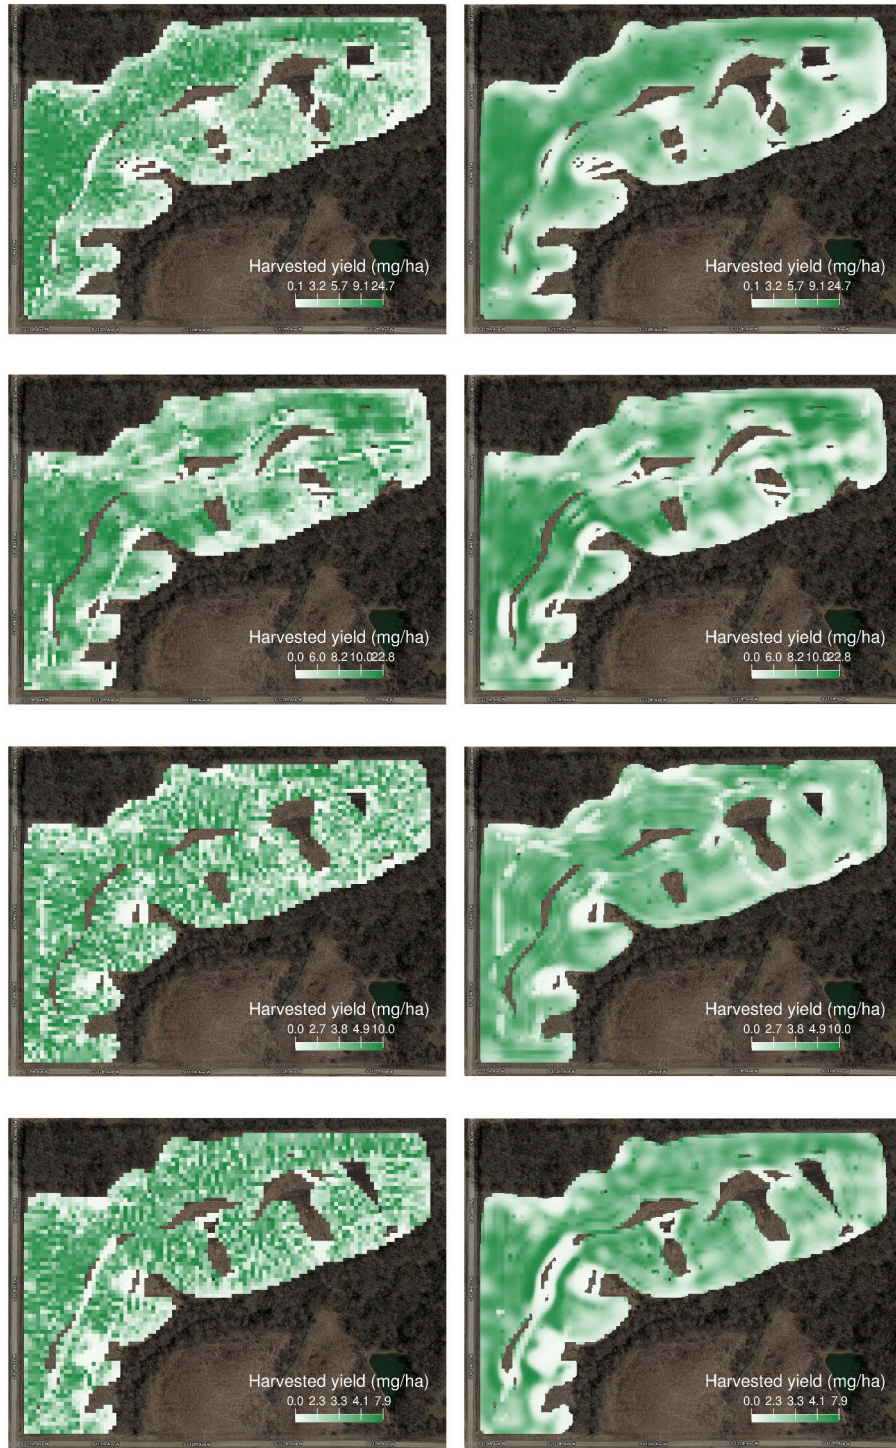 Harvested yield (mg/ha)
0.1 3.2 5.7 9.1 24.7
Harvested yield (mg/ha)
0.1 3.2 5.7 9.1 24.7
Harvested yield (mg/ha)
0.0 6.0 8.2 10.0 22.8
Harvested yield (mg/ha)
0.0 6.0 8.2 10.0 22.8
Harvested yield (mg/ha)
0.0 2.7 3.8 4.9 10.0
Harvested yield (mg/ha)
0.0 2.7 3.8 4.9 10.0
Harvested yield (mg/ha)
0.0 2.3 3.3 4.1 7.9
Harvested yield (mg/ha)
0.0 2.3 3.3 4.1 7.9